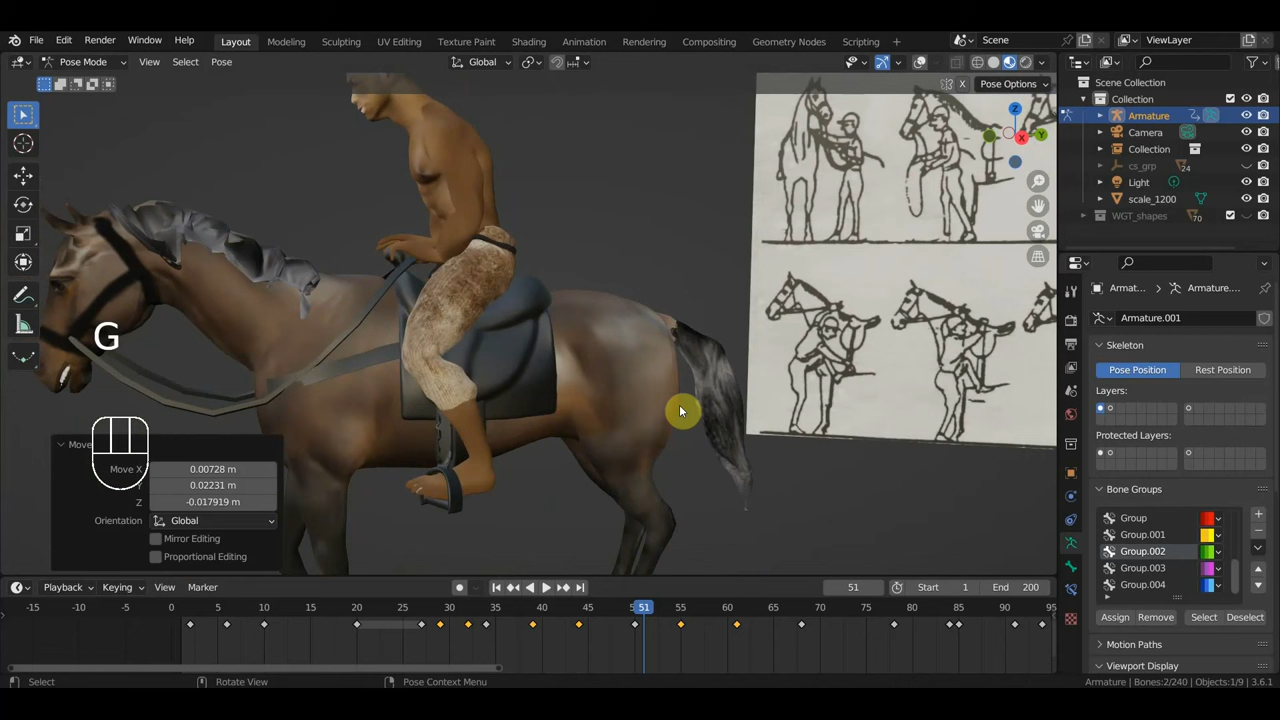 File Edit Render Window Help Layout Modeling Sculpting UV Editing Texture Paint Shading Animation Rendering Compositing Geometry Nodes Scripting + Scene ViewLayer
Pose Mode View Select Pose Global
X Pose Options
Scene Collection
Collection
Armature
Camera
Collection
cs_grp 24
Light
scale_1200
WGT_shapes 70
Z
X
Y
G
Armat... Armature....
Armature.001
Skeleton
Pose Position Rest Position
Layers:
Protected Layers:
Bone Groups
Group
Group.001
Group.002
Group.003
Group.004
Assign Remove Select Deselect
Motion Paths
Viewport Display
Move
Move X 0.00728 m
0.02231 m
Z -0.017919 m
Orientation Global
Mirror Editing
Proportional Editing
Playback Keying View Marker 51 Start 1 End 200
-15 -10 -5 0 5 10 15 20 25 30 35 40 45 51 55 60 65 70 75 80 85 90 95
Select Rotate View Pose Context Menu Armature | Bones:2/240 | Objects:1/9 | 3.6.1